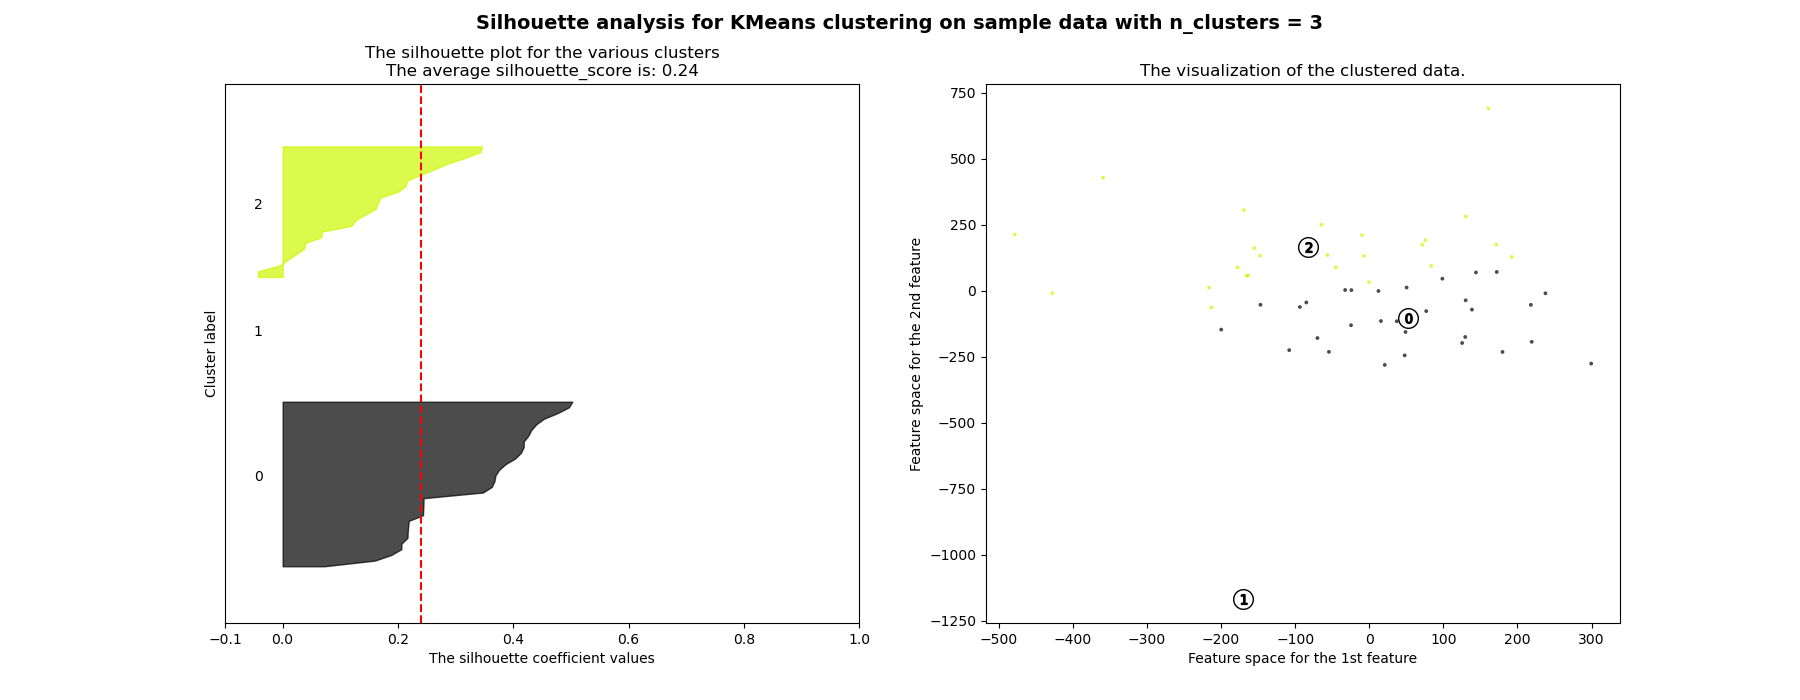 Silhouette analysis for KMeans clustering on sample data with n_clusters = 3
The silhouette plot for the various clusters
The average silhouette_score is: 0.24
Cluster label
2
1
0
−0.1 0.0 0.2 0.4 0.6 0.8 1.0
The silhouette coefficient values
The visualization of the clustered data.
Feature space for the 2nd feature
750
500
250
0
−250
−500
−750
−1000
−1250
2
0
1
−500 −400 −300 −200 −100 0 100 200 300
Feature space for the 1st feature